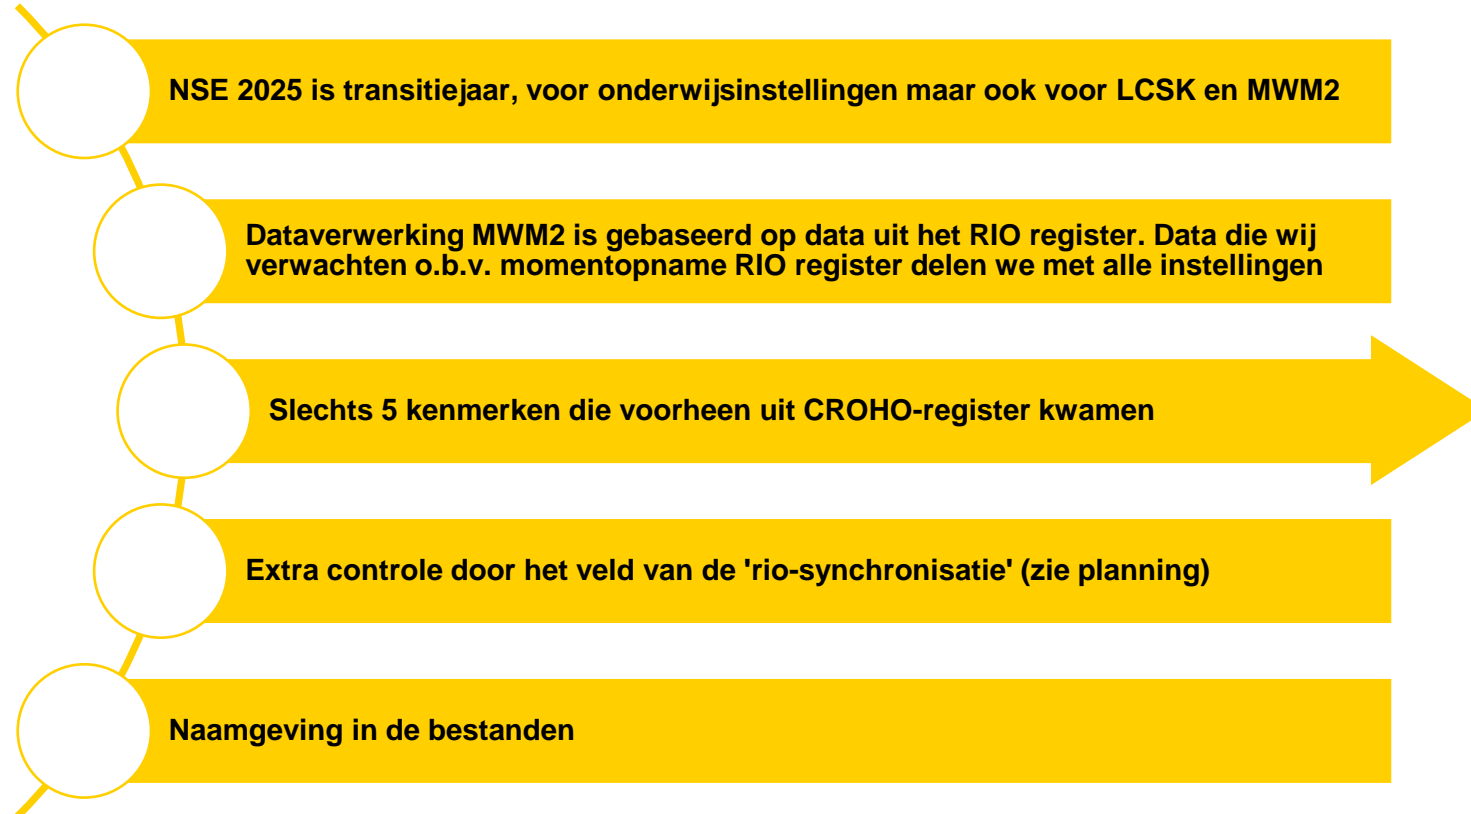 NSE 2025 is transitiejaar, voor onderwijsinstellingen maar ook voor LCSK en MWM2
Dataverwerking MWM2 is gebaseerd op data uit het RIO register. Data die wij
verwachten o.b.v. momentopname RIO register delen we met alle instellingen
Slechts 5 kenmerken die voorheen uit CROHO-register kwamen
Extra controle door het veld van de 'rio-synchronisatie' (zie planning)
Naamgeving in de bestanden